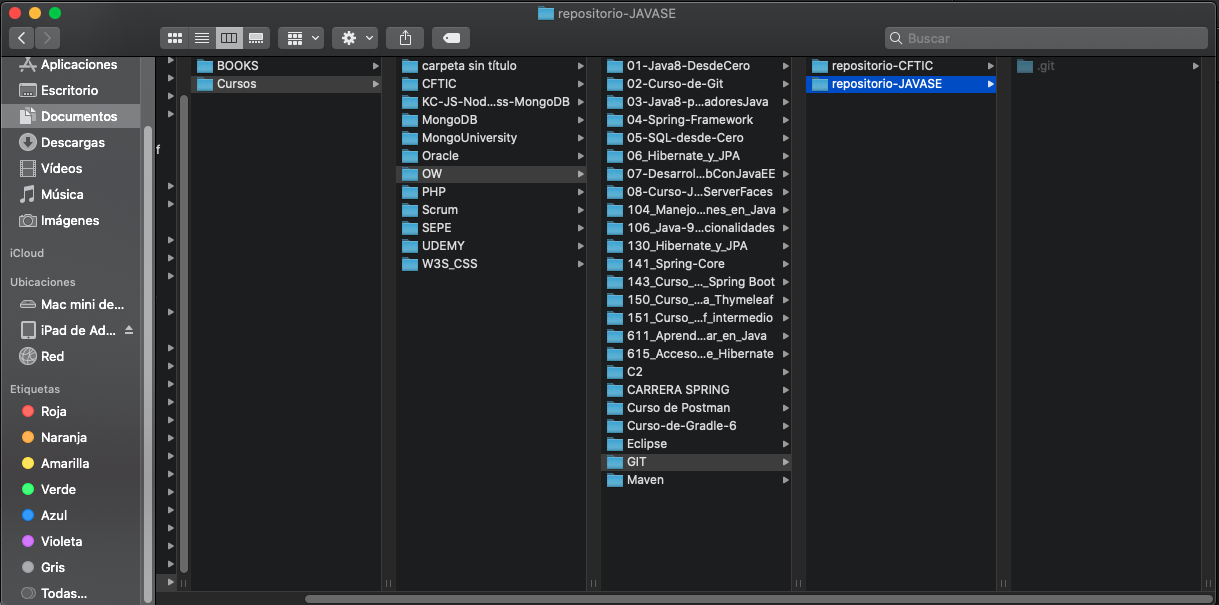 repositorio-JAVASE
Buscar
Aplicaciones
Escritorio
Documentos
Descargas
Vídeos
Música
Imágenes
iCloud
Ubicaciones
Mac mini de...
iPad de Ad...
Red
Etiquetas
Roja
Naranja
Amarilla
Verde
Azul
Violeta
Gris
Todas...
f
BOOKS
Cursos
carpeta sin título
CFTIC
KC-JS-Nod...ss-MongoDB
MongoDB
MongoUniversity
Oracle
OW
PHP
Scrum
SEPE
UDEMY
W3S_CSS
01-Java8-DesdeCero
02-Curso-de-Git
03-Java8-p...adoresJava
04-Spring-Framework
05-SQL-desde-Cero
06_Hibernate_y_JPA
07-Desarrol...bConJavaEE
08-Curso-J...ServerFaces
104_Manejo...nes_en_Java
106_Java-9...cionalidades
130_Hibernate_y_JPA
141_Spring-Core
143_Curso_..._Spring Boot
150_Curso_...a_Thymeleaf
151_Curso_...f_intermedio
611_Aprend...ar_en_Java
615_Acceso...e_Hibernate
C2
CARRERA SPRING
Curso de Postman
Curso-de-Gradle-6
Eclipse
GIT
Maven
repositorio-CFTIC
repositorio-JAVASE
.git